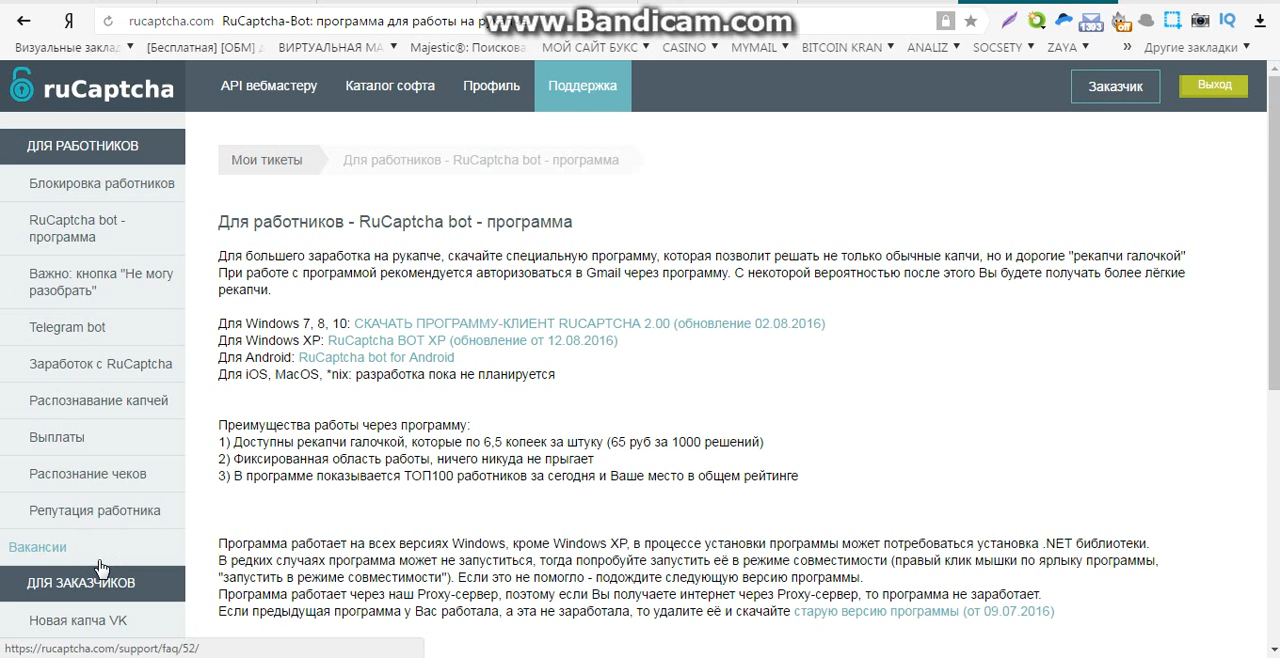 Я
rucaptcha.com RuCaptcha-Bot: программа для работы на
www.Bandicam.com
1393
off
IQ
Визуальные заклад
[Бесплатная] [ОБМ]
ВИРТУАЛЬНАЯ МА
Majestic®: Поискова
МОЙ САЙТ БУКС
CASINO
MYMAIL
BITCOIN KRAN
ANALIZ
SOCSETY
ZAYA
»
Другие закладки
ruCaptcha
API вебмастеру
Каталог софта
Профиль
Поддержка
Заказчик
Выход
ДЛЯ РАБОТНИКОВ
Блокировка работников
RuCaptcha bot -
программа
Важно: кнопка "Не могу
разобрать"
Telegram bot
Заработок с RuCaptcha
Распознавание капчей
Выплаты
Распознание чеков
Репутация работника
Вакансии
ДЛЯ ЗАКАЗЧИКОВ
Новая капча VK
Мои тикеты
Для работников - RuCaptcha bot - программа
Для работников - RuCaptcha bot - программа
Для большего заработка на рукапче, скачайте специальную программу, которая позволит решать не только обычные капчи, но и дорогие "рекапчи галочкой"
При работе с программой рекомендуется авторизоваться в Gmail через программу. С некоторой вероятностью после этого Вы будете получать более лёгкие
рекапчи.
Для Windows 7, 8, 10: СКАЧАТЬ ПРОГРАММУ-КЛИЕНТ RUCAPTCHA 2.00 (обновление 02.08.2016)
Для Windows XP: RuCaptcha BOT XP (обновление от 12.08.2016)
Для Android: RuCaptcha bot for Android
Для iOS, MacOS, *nix: разработка пока не планируется
Преимущества работы через программу:
1) Доступны рекапчи галочкой, которые по 6,5 копеек за штуку (65 руб за 1000 решений)
2) Фиксированная область работы, ничего никуда не прыгает
3) В программе показывается ТОП100 работников за сегодня и Ваше место в общем рейтинге
Программа работает на всех версиях Windows, кроме Windows XP, в процессе установки программы может потребоваться установка .NET библиотеки.
В редких случаях программа может не запуститься, тогда попробуйте запустить её в режиме совместимости (правый клик мышки по ярлыку программы,
"запустить в режиме совместимости"). Если это не помогло - подождите следующую версию программы.
Программа работает через наш Proxy-сервер, поэтому если Вы получаете интернет через Proxy-сервер, то программа не заработает.
Если предыдущая программа у Вас работала, а эта не заработала, то удалите её и скачайте старую версию программы (от 09.07.2016)
https://rucaptcha.com/support/faq/52/